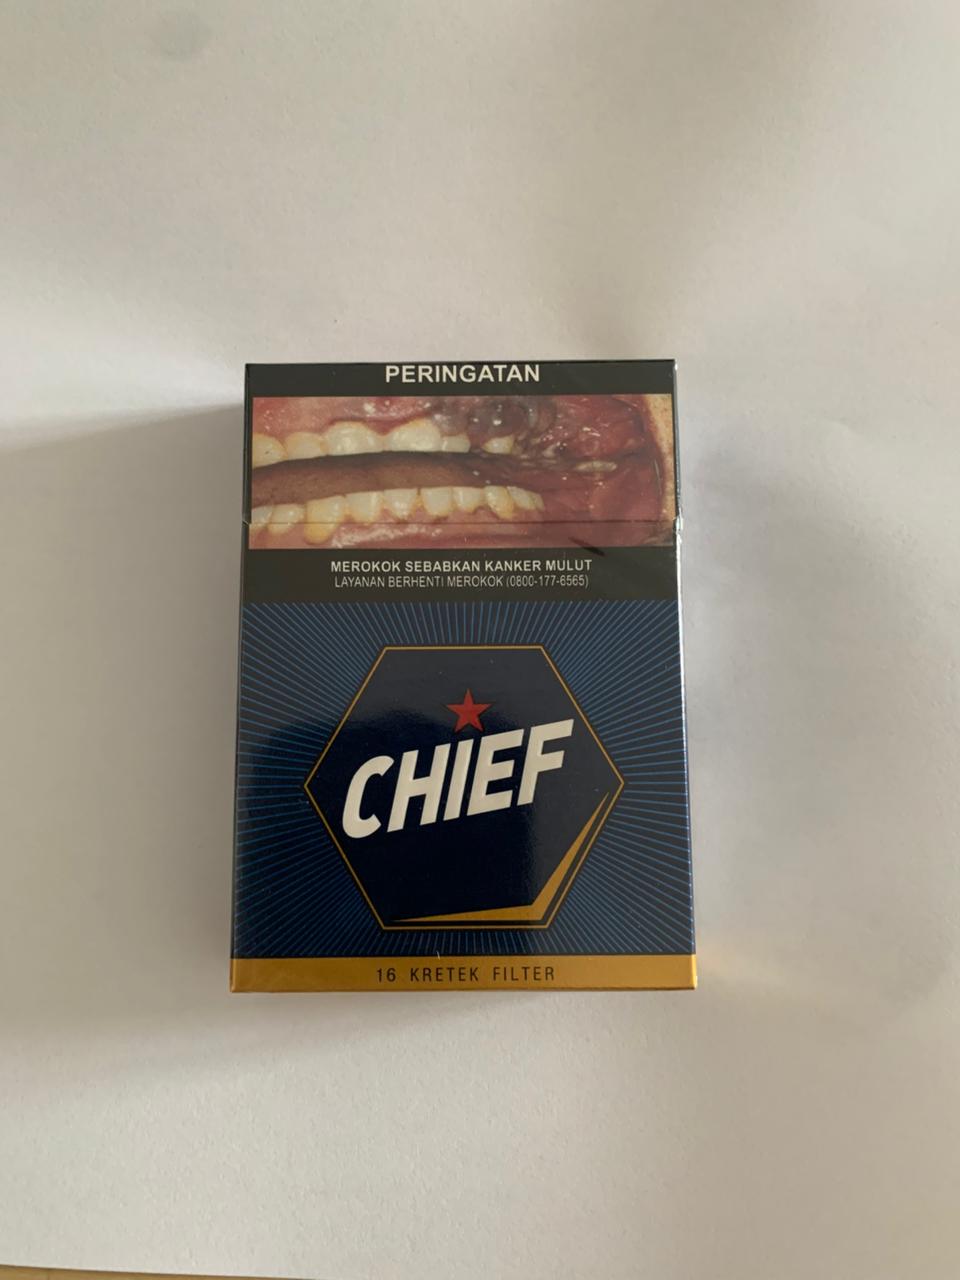 PERINGATAN
MEROKOK SEBABKAN KANKER MULUT
LAYANAN BERHENTI MEROKOK (0800-177-6565)
CHIEF
16 KRETEK FILTER